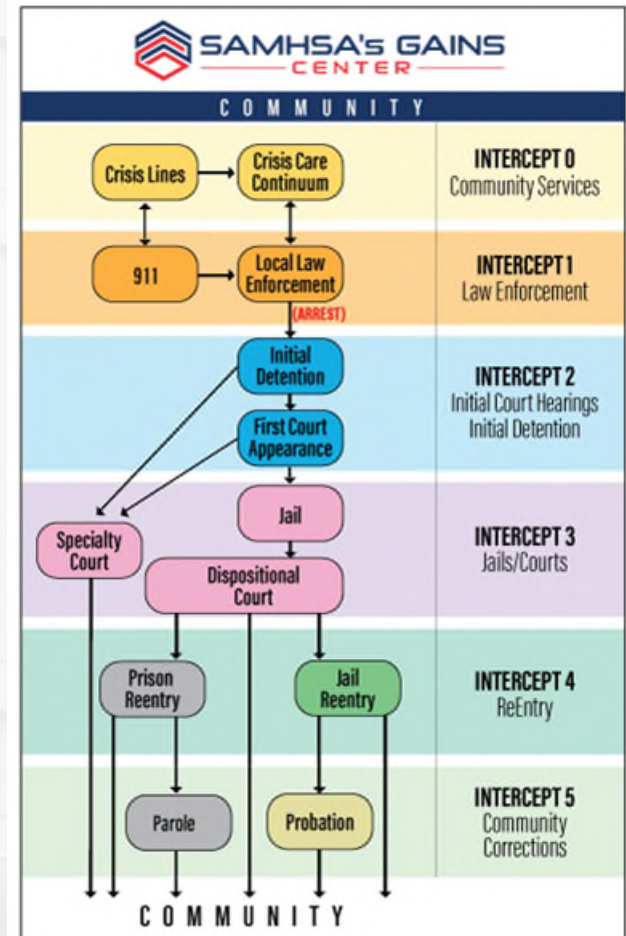 SAMHSA's GAINS
CENTER
COMMUNITY
Crisis Lines
Crisis Care
Continuum
INTERCEPT 0
Community Services
911
Local Law
Enforcement
INTERCEPT 1
Law Enforcement
(ARREST)
Initial
Detention
First Court
Appearance
INTERCEPT 2
Initial Court Hearings
Initial Detention
Jail
Specialty
Court
Dispositional
Court
INTERCEPT 3
Jails/Courts
Prison
Reentry
Jail
Reentry
INTERCEPT 4
ReEntry
Parole
Probation
INTERCEPT 5
Community
Corrections
COMMUNITY